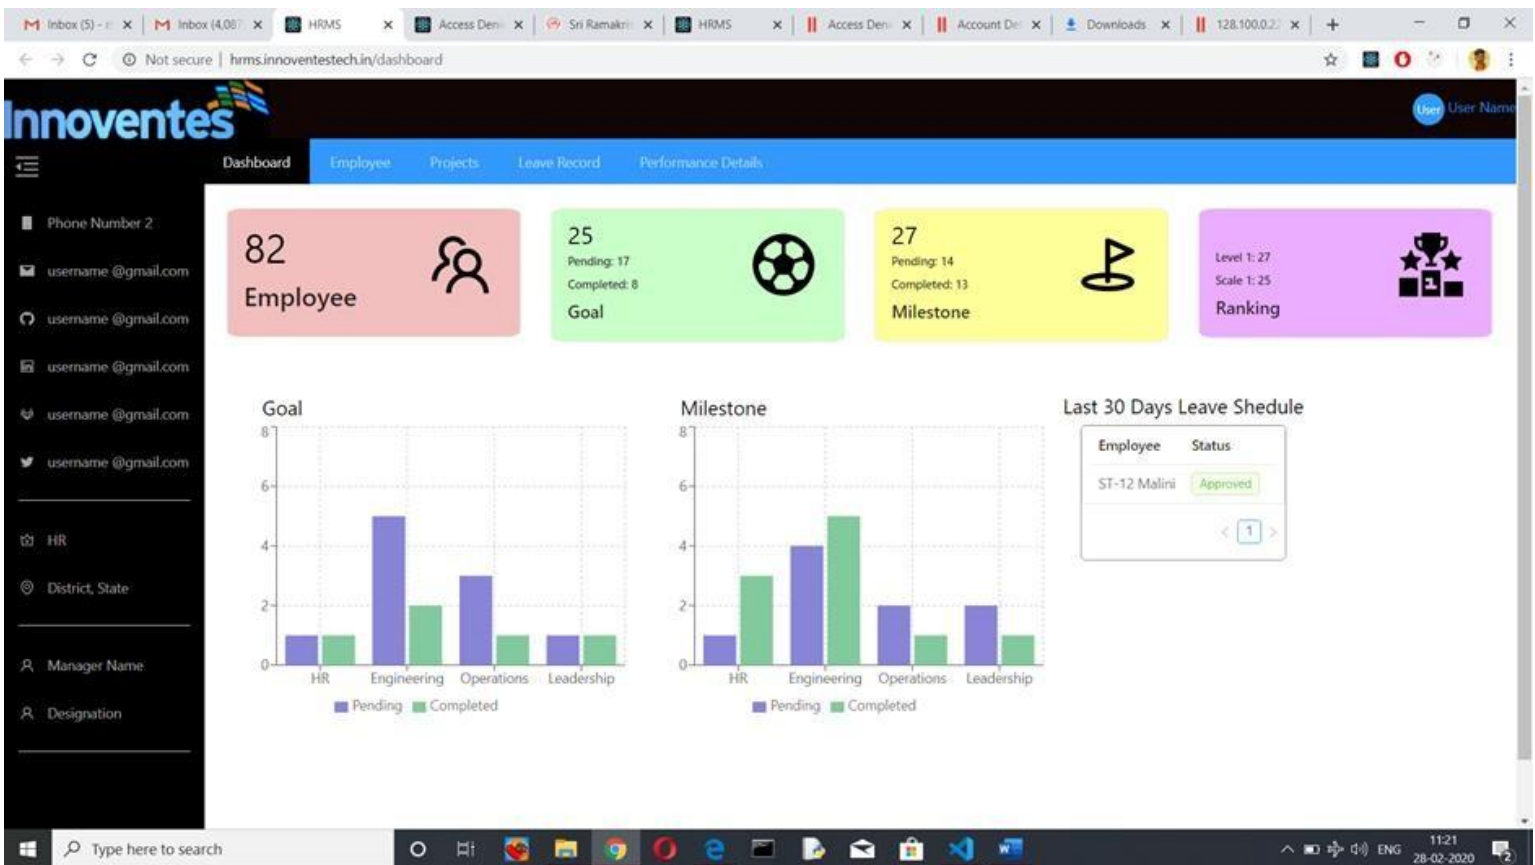 Inbox (5) - r
Inbox (4,087
HRMS
Access Deni
Sri Ramakri
HRMS
Access Deni
Account De
Downloads
128.100.0.22
Not secure | hrms.innoventestech.in/dashboard
Innoventes
User User Name
Dashboard Employee Projects Leave Record Performance Details
Phone Number 2
username @gmail.com
username @gmail.com
username @gmail.com
username @gmail.com
username @gmail.com
HR
District, State
Manager Name
Designation
82
Employee
25
Pending: 17
Completed: 8
Goal
27
Pending: 14
Completed: 13
Milestone
Level 1: 27
Scale 1: 25
Ranking
1
Goal
8
6
4
2
0
HR Engineering Operations Leadership
Pending Completed
Milestone
8
6
4
2
0
HR Engineering Operations Leadership
Pending Completed
Last 30 Days Leave Shedule
Employee Status
ST-12 Malini Approved
< 1 >
Type here to search
ENG
11:21
28-02-2020
2